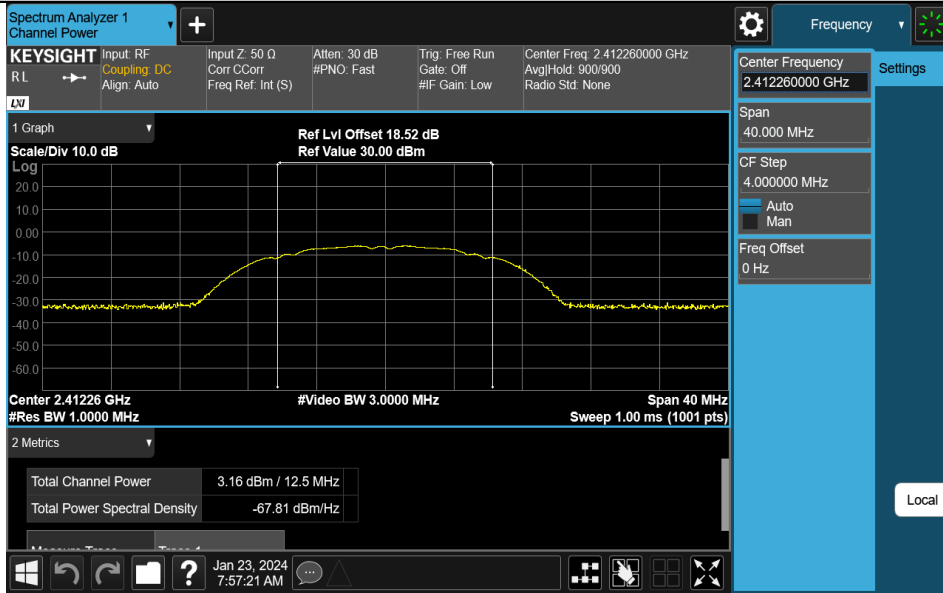 Spectrum Analyzer 1
Channel Power
+
Frequency
KEYSIGHT
RL
LXI
Input: RF
Coupling: DC
Align: Auto
Input Z: 50 Ω
Corr CCorr
Freq Ref: Int (S)
Atten: 30 dB
#PNO: Fast
Trig: Free Run
Gate: Off
#IF Gain: Low
Center Freq: 2.412260000 GHz
Avg|Hold: 900/900
Radio Std: None
Center Frequency
2.412260000 GHz
Settings
Span
40.000 MHz
CF Step
4.000000 MHz
Auto
Man
Freq Offset
0 Hz
Local
1 Graph
Scale/Div 10.0 dB
Ref Lvl Offset 18.52 dB
Ref Value 30.00 dBm
Log
20.0
10.0
0.00
-10.0
-20.0
-30.0
-40.0
-50.0
-60.0
Center 2.41226 GHz
#Video BW 3.0000 MHz
Span 40 MHz
#Res BW 1.0000 MHz
Sweep 1.00 ms (1001 pts)
2 Metrics
Total Channel Power
3.16 dBm / 12.5 MHz
Total Power Spectral Density
-67.81 dBm/Hz
Measure Trace
Trace 1
?
Jan 23, 2024
7:57:21 AM